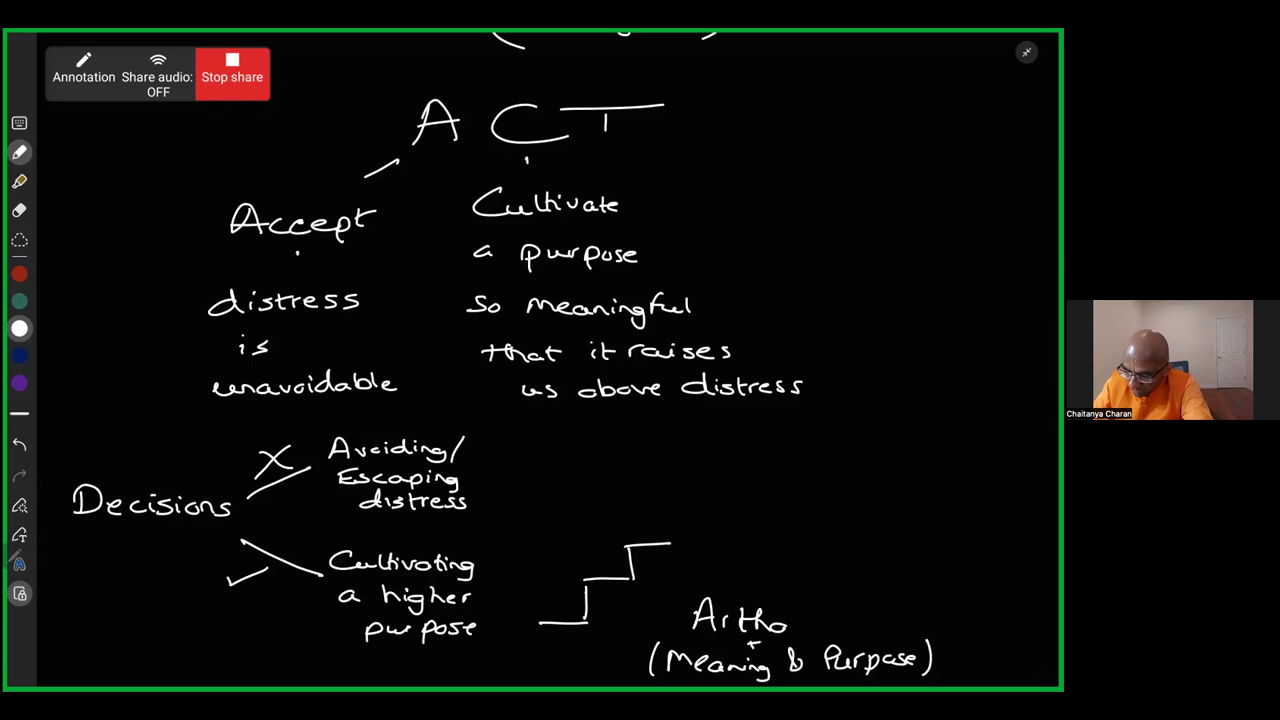 Annotation
Share audio:
OFF
Stop share
A C T
Accept
distress
is
unavoidable
Cultivate
a purpose
so meaningful
that it raises
us above distress
Decisions
Avoiding/
Escaping
distress
Cultivating
a higher
purpose
Artha
(Meaning & Purpose)
Chaitanya Charan